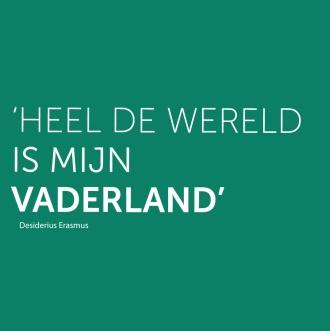 ‘HEEL DE WERELD
IS MIJN
VADERLAND’
Desiderius Erasmus